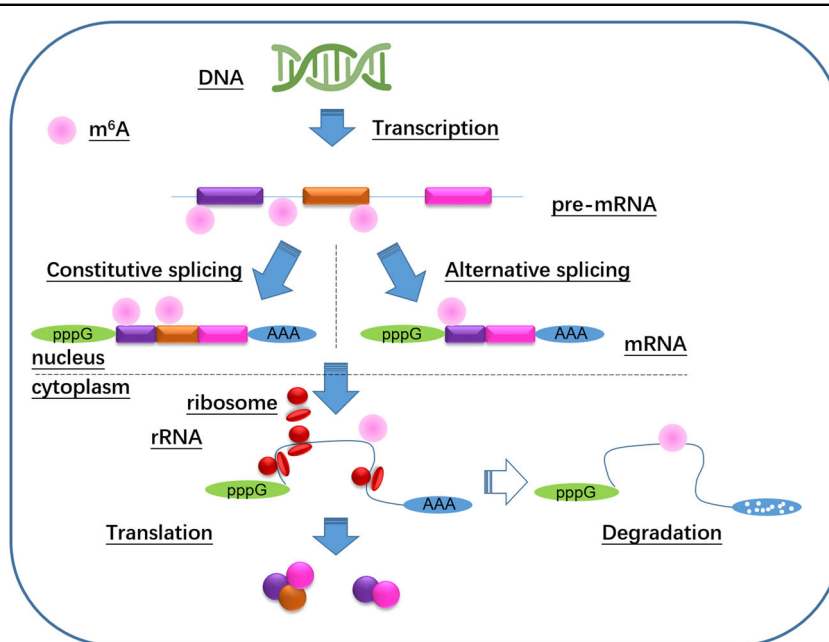 DNA
m⁶A
Transcription
pre-mRNA
Constitutive splicing
Alternative splicing
pppG
AAA
pppG
AAA
mRNA
nucleus
cytoplasm
ribosome
rRNA
pppG
AAA
pppG
Translation
Degradation